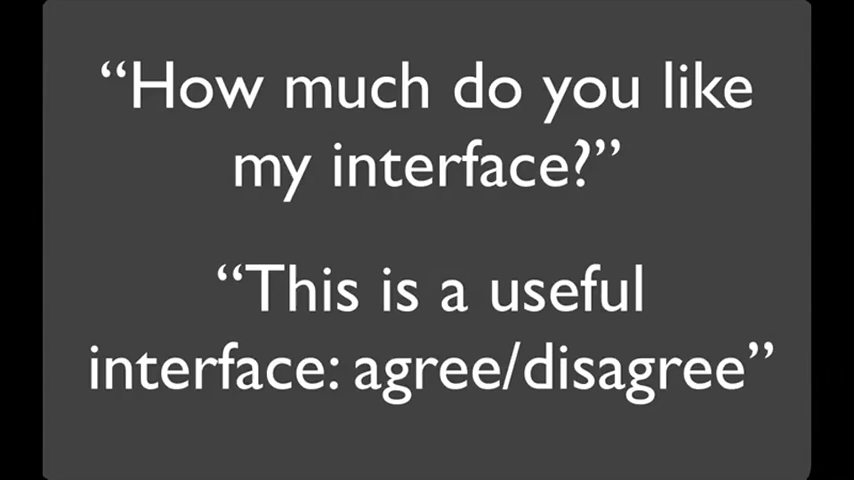 “How much do you like
my interface?”
“This is a useful
interface: agree/disagree”